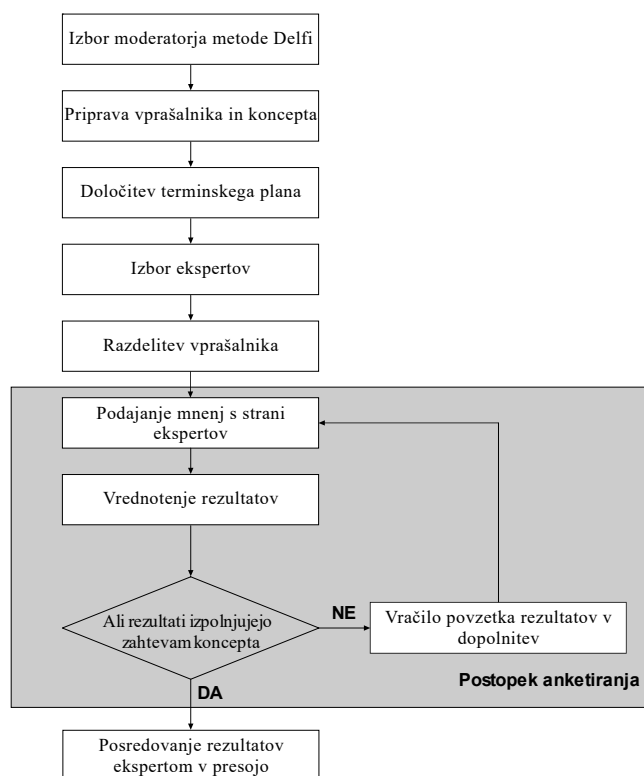 Izbor moderatorja metode Delfi
Priprava vprašalnika in koncepta
Določitev terminskega plana
Izbor ekspertov
Razdelitev vprašalnika
Podajanje mnenj s strani
ekspertov
Vrednotenje rezultatov
Ali rezultati izpolnjujejo
zahtevam koncepta
NE
Vračilo povzetka rezultatov v
dopolnitev
Postopek anketiranja
DA
Posredovanje rezultatov
ekspertom v presojo